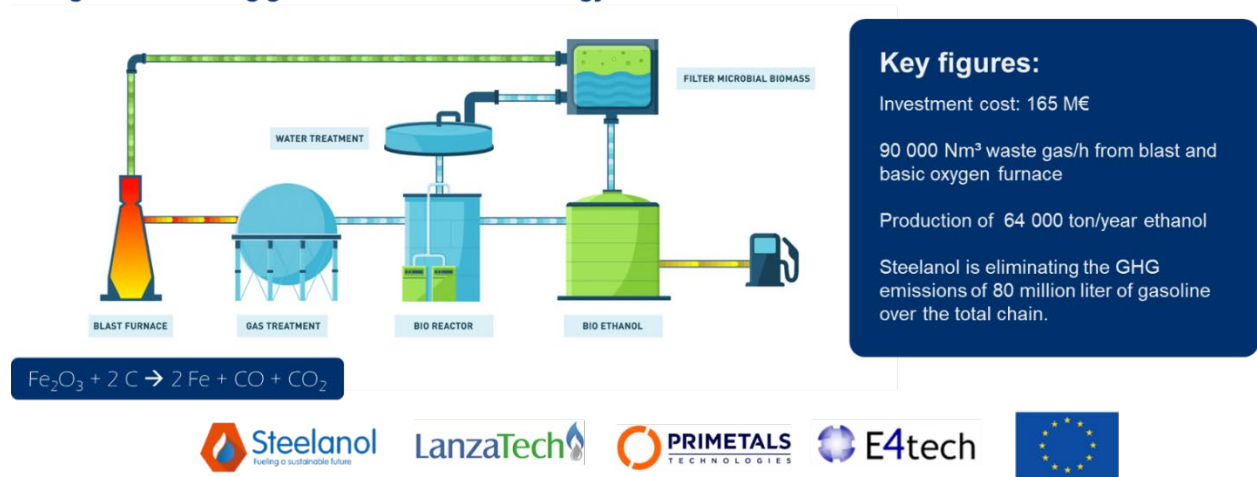 FILTER MICROBIAL BIOMASS
WATER TREATMENT
BLAST FURNACE
GAS TREATMENT
BIO REACTOR
BIO ETHANOL
Fe₂O₃ + 2 C → 2 Fe + CO + CO₂
Key figures:
Investment cost: 165 M€
90 000 Nm³ waste gas/h from blast and
basic oxygen furnace
Production of 64 000 ton/year ethanol
Steelanol is eliminating the GHG
emissions of 80 million liter of gasoline
over the total chain.
Steelanol
Fueling a sustainable future
LanzaTech
PRIMETALS
TECHNOLOGIES
E4tech